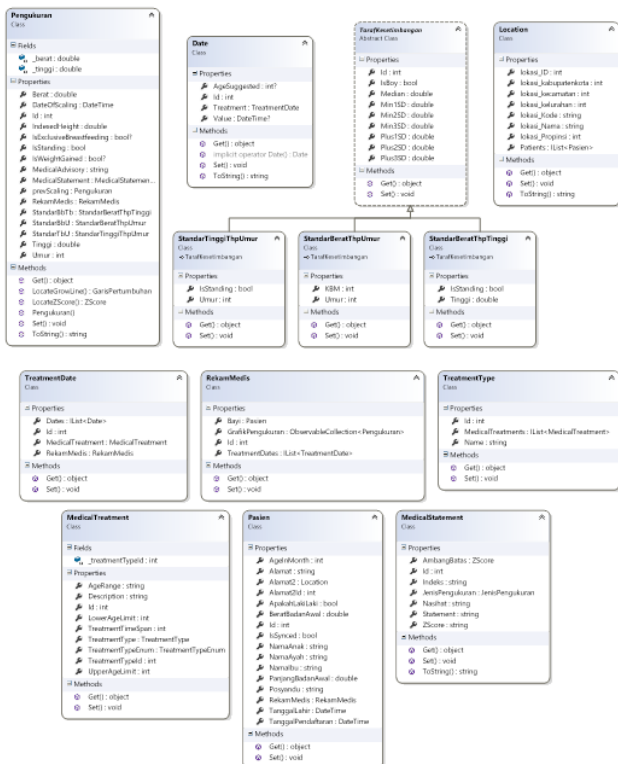 Pengukuran
Class
Fields
_berat : double
_tinggi : double
Properties
Berat : double
DateOfScaling : DateTime
Id : int
IndexedHeight : double
IsExclusiveBreastfeeding : bool?
IsStanding : bool
IsWeightGained : bool?
MedicalAdvisory : string
MedicalStatement : MedicalStatemen...
prevScaling : Pengukuran
RekamMedis : RekamMedis
StandarBbTb : StandarBeratThpTinggi
StandarBbU : StandarBeratThpUmur
StandarTbU : StandarTinggiThpUmur
Tinggi : double
Umur : int
Methods
Get() : object
LocateGrowLine() : GarisPertumbuhan
LocateZScore() : ZScore
Pengukuran()
Set() : void
ToString() : string
Date
Class
Properties
AgeSuggested : int?
Id : int
Treatment : TreatmentDate
Value : DateTime?
Methods
Get() : object
implicit operator Date() : Date
Set() : void
ToString() : string
TarafKesetimbangan
Abstract Class
Properties
Id : int
IsBoy : bool
Median : double
Min1SD : double
Min2SD : double
Min3SD : double
Plus1SD : double
Plus2SD : double
Plus3SD : double
Methods
Get() : object
Set() : void
Location
Class
Properties
lokasi_ID : int
lokasi_kabupatenkota : int
lokasi_kecamatan : int
lokasi_kelurahan : int
lokasi_Kode : string
lokasi_Nama : string
lokasi_Propinsi : int
Patients : IList<Pasien>
Methods
Get() : object
Set() : void
ToString() : string
StandarTinggiThpUmur
Class
TarafKesetimbangan
Properties
IsStanding : bool
Umur : int
Methods
Get() : object
Set() : void
StandarBeratThpUmur
Class
TarafKesetimbangan
Properties
KBM : int
Umur : int
Methods
Get() : object
Set() : void
StandarBeratThpTinggi
Class
TarafKesetimbangan
Properties
IsStanding : bool
Tinggi : double
Methods
Get() : object
Set() : void
TreatmentDate
Class
Properties
Dates : IList<Date>
Id : int
MedicalTreatment : MedicalTreatment
RekamMedis : RekamMedis
Methods
Get() : object
Set() : void
RekamMedis
Class
Properties
Bayi : Pasien
GrafikPengukuran : ObservableCollection<Pengukuran>
Id : int
TreatmentDates : IList<TreatmentDate>
Methods
Get() : object
Set() : void
TreatmentType
Class
Properties
Id : int
MedicalTreatments : IList<MedicalTreatment>
Name : string
Methods
Get() : object
Set() : void
MedicalTreatment
Class
Fields
_treatmentTypeId : int
Properties
AgeRange : string
Description : string
Id : int
LowerAgeLimit : int
TreatmentTimeSpan : int
TreatmentType : TreatmentType
TreatmentTypeEnum : TreatmentTypeEnum
TreatmentTypeId : int
UpperAgeLimit : int
Methods
Get() : object
Set() : void
Pasien
Class
Properties
AgeInMonth : int
Alamat : string
Alamat2 : Location
Alamat2Id : int
ApakahLakiLaki : bool
BeratBadanAwal : double
Id : int
IsSynced : bool
NamaAnak : string
NamaAyah : string
NamaIbu : string
PanjangBadanAwal : double
Posyandu : string
RekamMedis : RekamMedis
TanggalLahir : DateTime
TanggalPendaftaran : DateTime
Methods
Get() : object
Set() : void
MedicalStatement
Class
Properties
AmbangBatas : ZScore
Id : int
Indeks : string
JenisPengukuran : JenisPengukuran
Nasihat : string
Statement : string
ZScore : string
Methods
Get() : object
Set() : void
ToString() : string